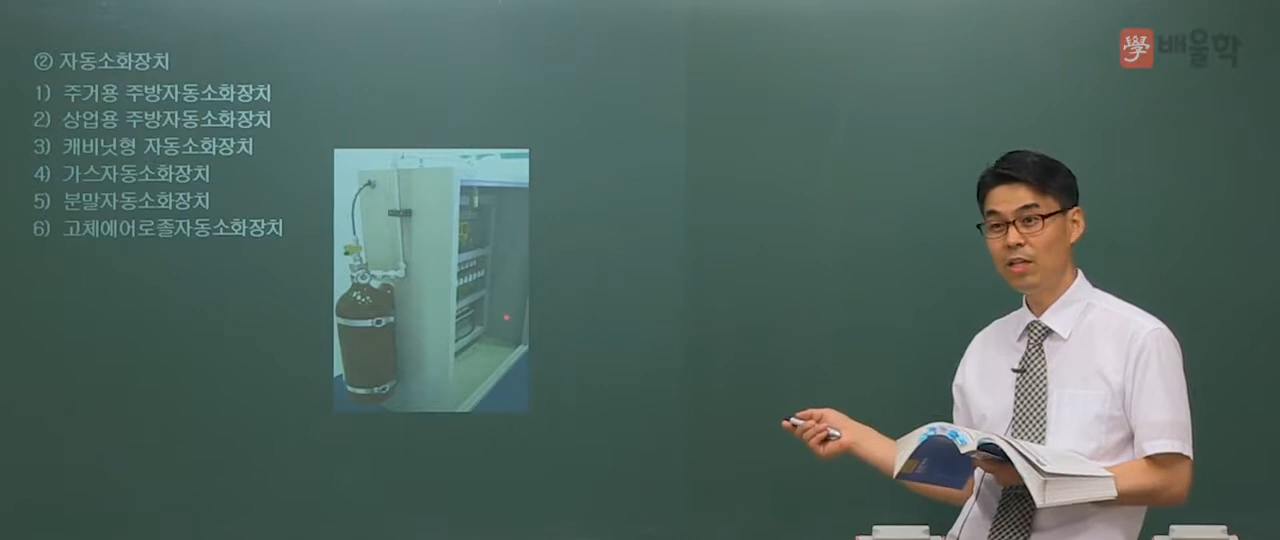 ② 자동소화장치
1) 주거용 주방자동소화장치
2) 상업용 주방자동소화장치
3) 캐비닛형 자동소화장치
4) 가스자동소화장치
5) 분말자동소화장치
6) 고체에어로졸자동소화장치
學 배울학